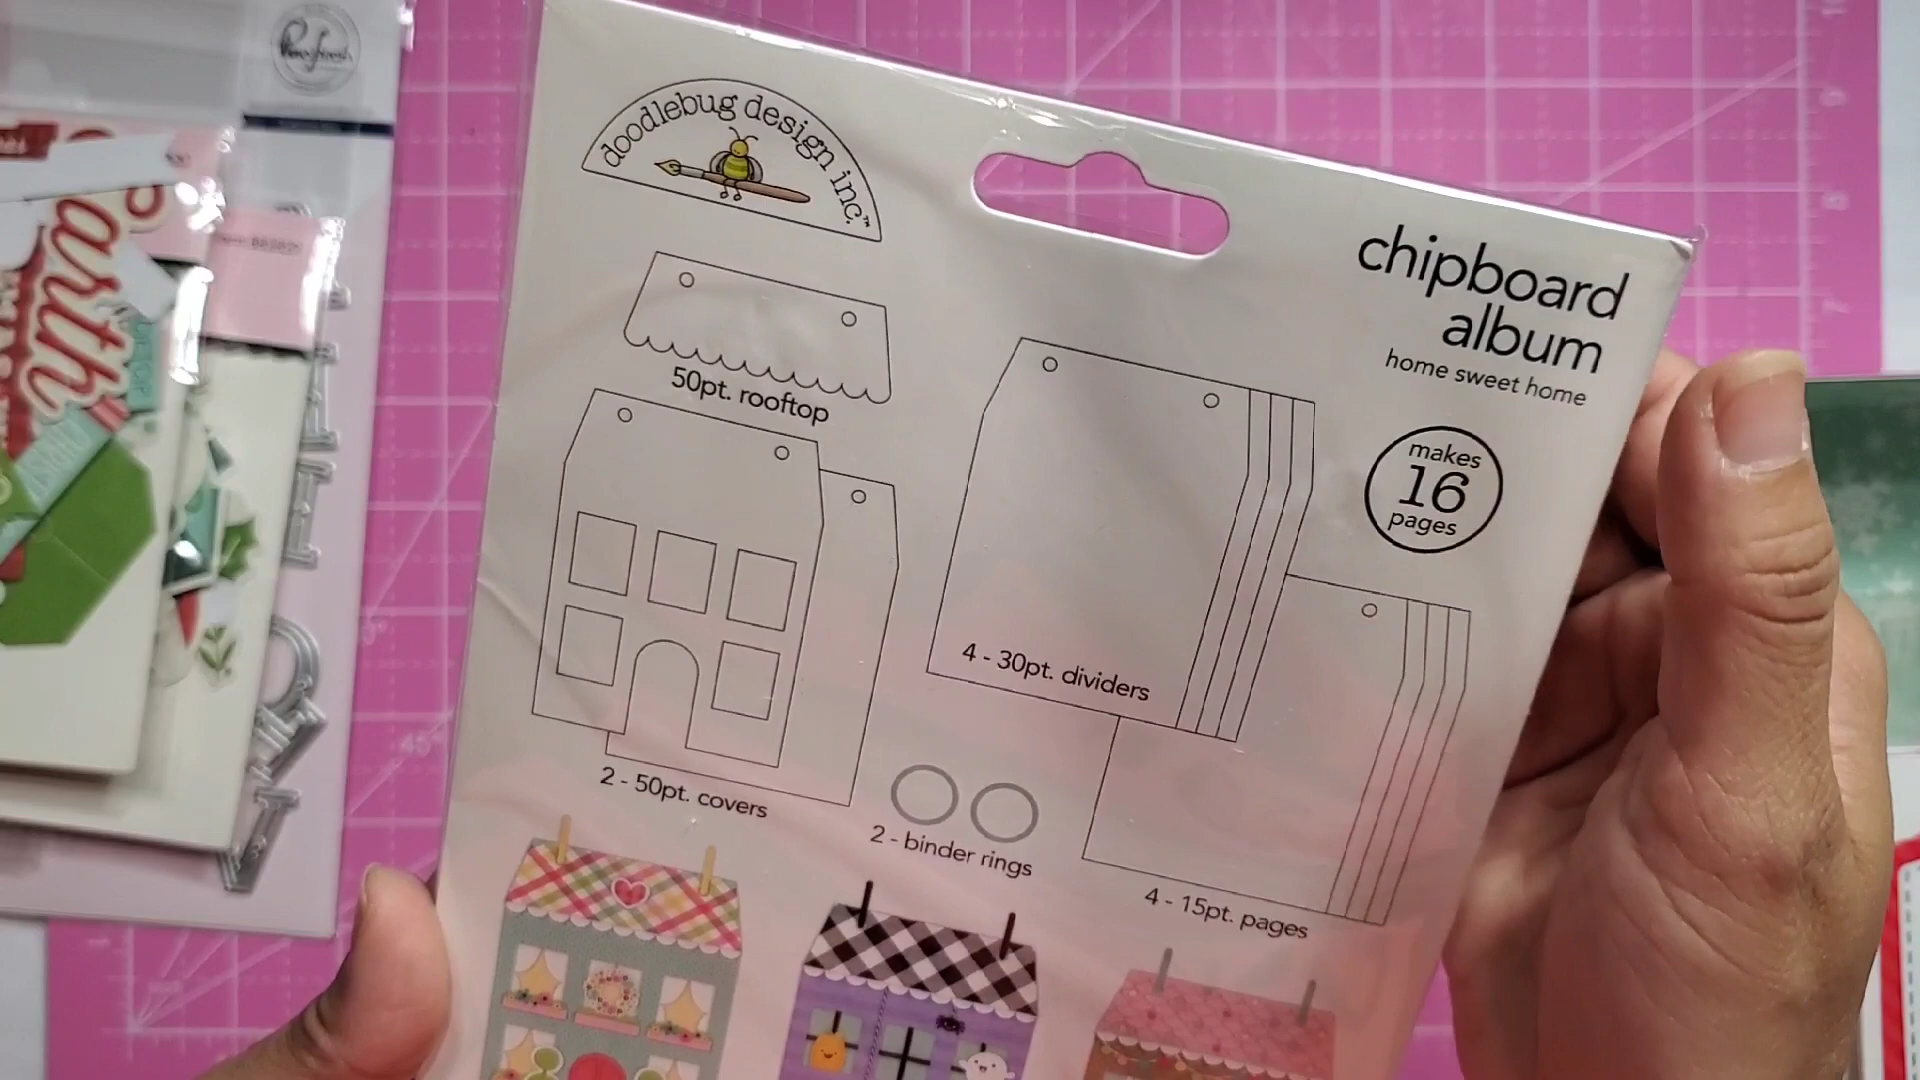 doodlebug design inc.™
chipboard
album
home sweet home
makes
16
pages
50pt. rooftop
4 - 30pt. dividers
2 - 50pt. covers
2 - binder rings
4 - 15pt. pages